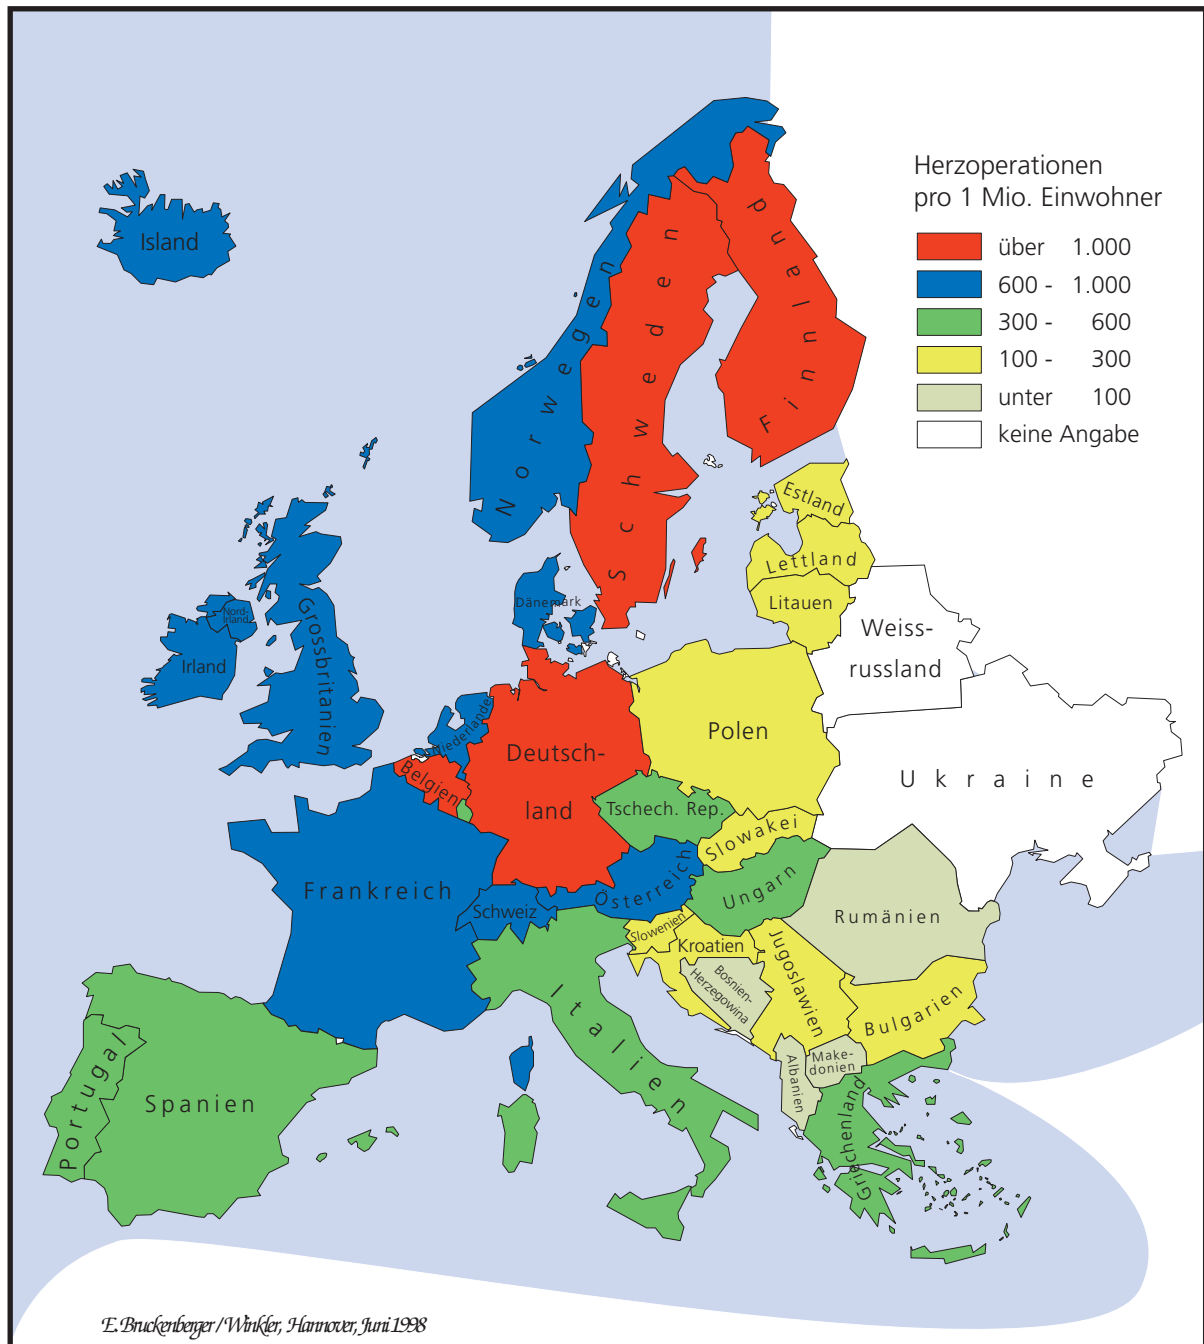 Herzoperationen
pro 1 Mio. Einwohner
über 1.000
600 - 1.000
300 - 600
100 - 300
unter 100
keine Angabe
Island
Norwegen
Schweden
Finnland
Estland
Lettland
Litauen
Weiss-
russland
Dänemark
Nord-
Irland
Irland
Grossbritanien
Niederlande
Belgien
Deutsch-
land
Polen
Ukraine
Tschech. Rep.
Slowakei
Frankreich
Schweiz
Österreich
Ungarn
Rumänien
Slowenien
Kroatien
Bosnien-
Herzegowina
Jugoslawien
Bulgarien
Italien
Albanien
Make-
donien
Griechenland
Portugal
Spanien
E. Bruckenberger / Winkler, Hannover, Juni 1998